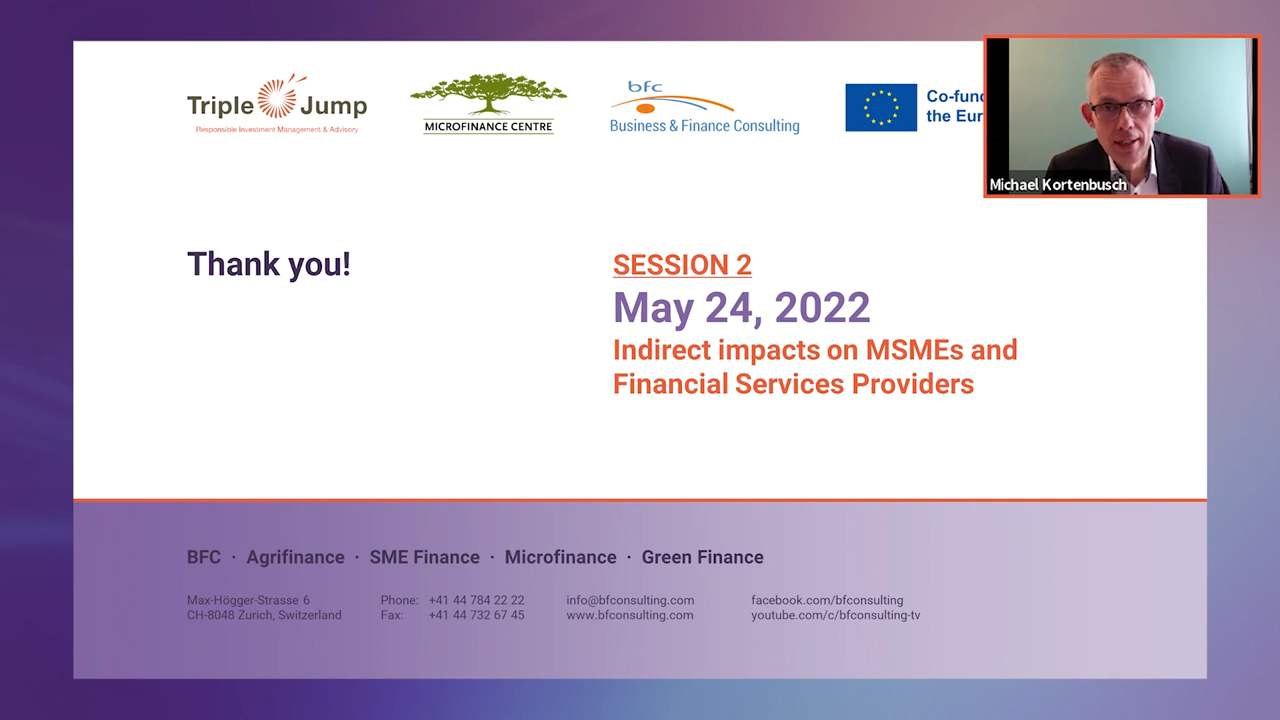 Triple Jump
Responsible Investment Management & Advisory
MICROFINANCE CENTRE
bfc
Business & Finance Consulting
Co-fun
the Eur
Michael Kortenbusch
Thank you!
SESSION 2
May 24, 2022
Indirect impacts on MSMEs and
Financial Services Providers
BFC · Agrifinance · SME Finance · Microfinance · Green Finance
Max-Högger-Strasse 6
CH-8048 Zurich, Switzerland
Phone: +41 44 784 22 22
Fax: +41 44 732 67 45
info@bfconsulting.com
www.bfconsulting.com
facebook.com/bfconsulting
youtube.com/c/bfconsulting-tv